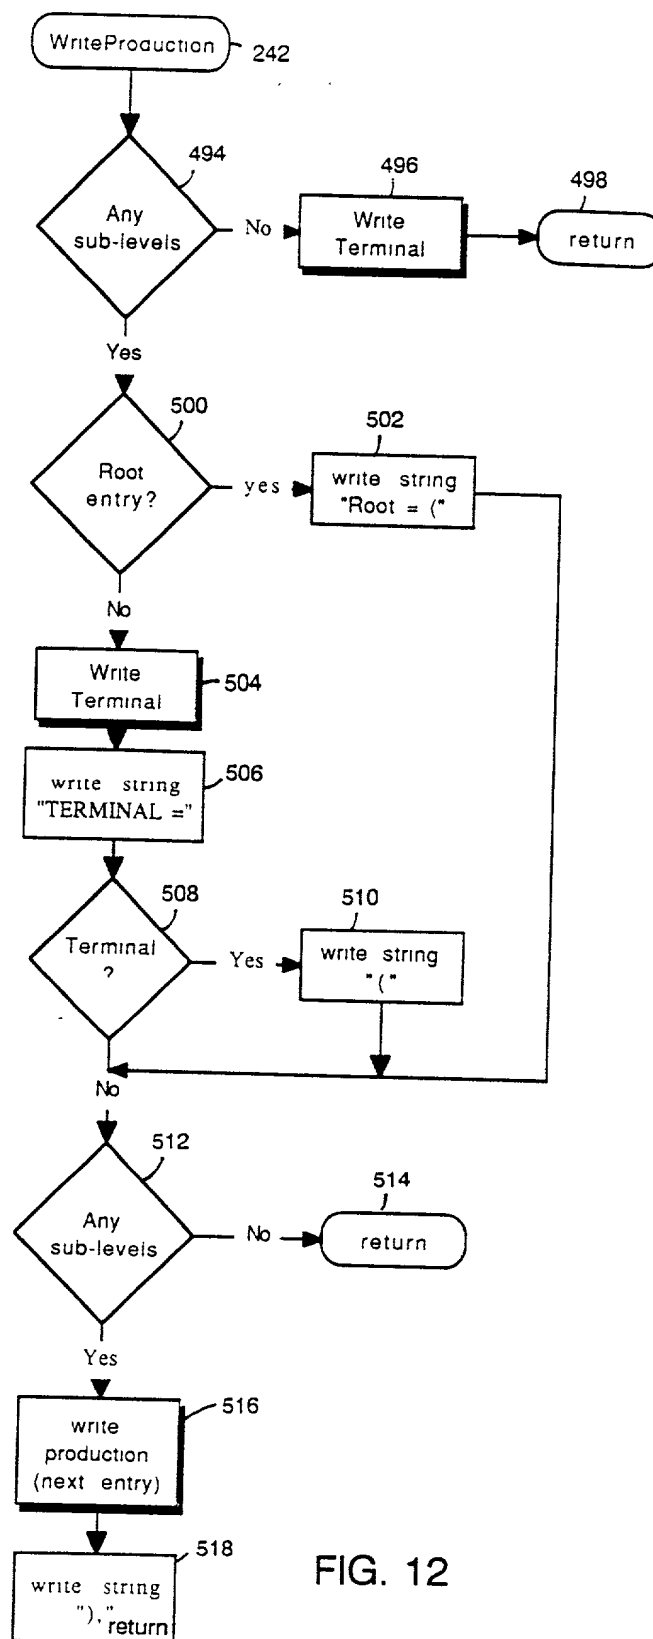 WriteProduction
242
494
Any
sub-levels
No
496
Write
Terminal
498
return
Yes
500
Root
entry?
yes
502
write string
"Root = ("
No
Write
Terminal
504
write string
"TERMINAL ="
506
508
Terminal
?
Yes
510
write string
"("
No
512
Any
sub-levels
No
514
return
Yes
write
production
(next entry)
516
518
write string
"),"
return
FIG. 12